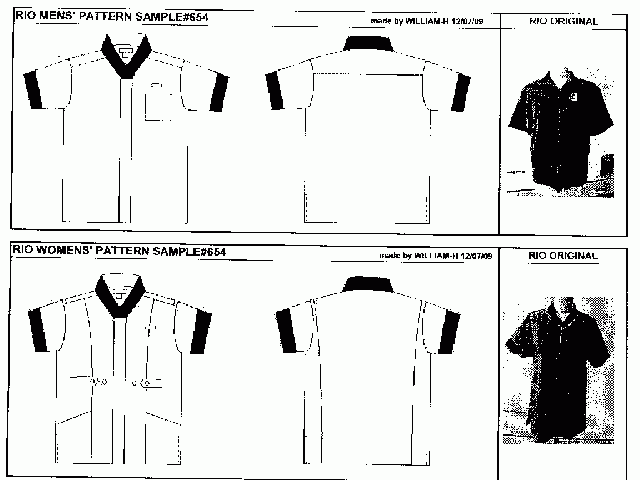 RIO MENS' PATTERN SAMPLE#654
made by WILLIAM-H 12/07/09
RIO ORIGINAL
RIO WOMENS' PATTERN SAMPLE#654
made by WILLIAM-H 12/07/09
RIO ORIGINAL